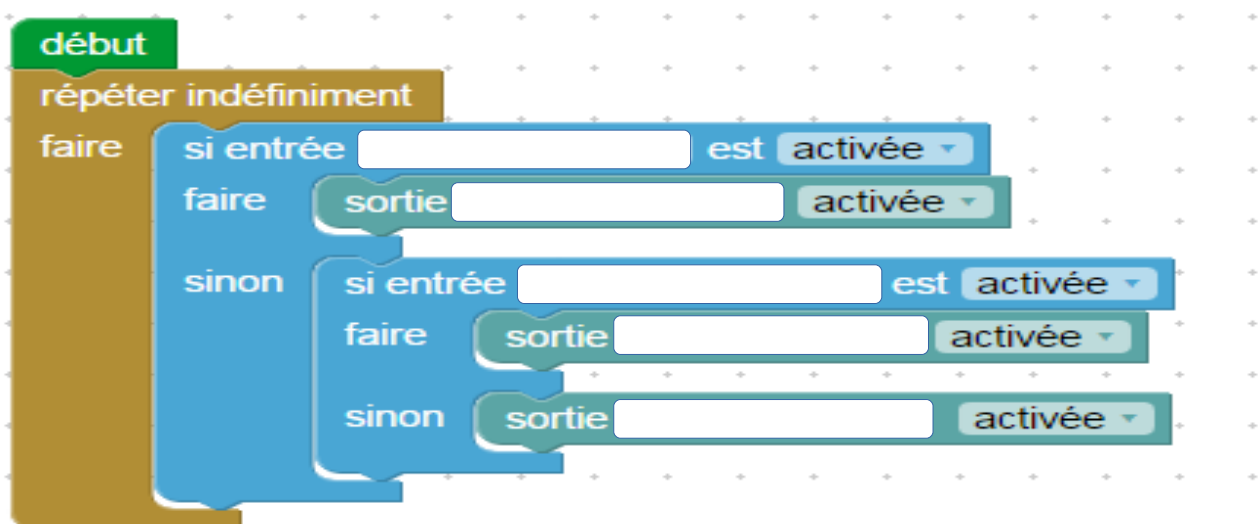 début
répéter indéfiniment
faire si entrée est activée
faire sortie activée
sinon si entrée est activée
faire sortie activée
sinon sortie activée